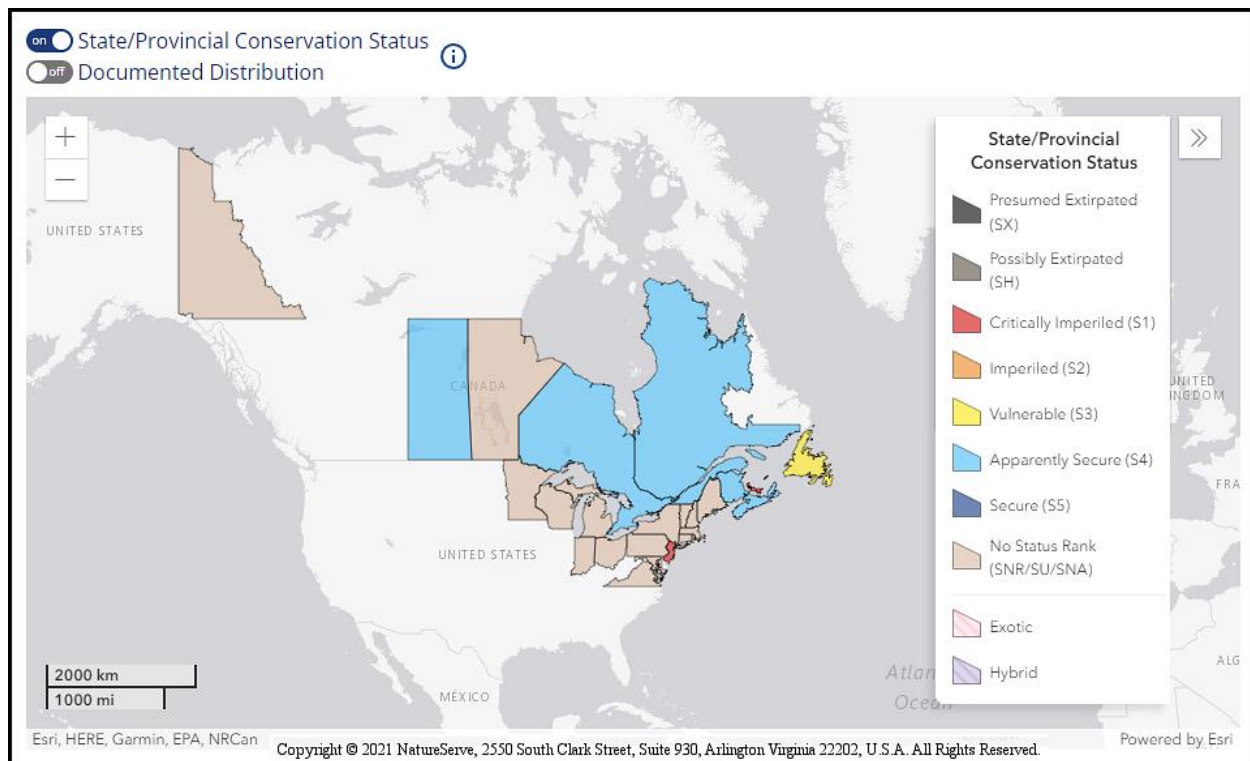 on State/Provincial Conservation Status
off Documented Distribution
+
−
UNITED STATES
CANADA
UNITED STATES
MÉXICO
Atlan
Ocean
UNITED
INGDOM
FRA
ALG
State/Provincial
Conservation Status
Presumed Extirpated
(SX)
Possibly Extirpated
(SH)
Critically Imperiled (S1)
Imperiled (S2)
Vulnerable (S3)
Apparently Secure (S4)
Secure (S5)
No Status Rank
(SNR/SU/SNA)
Exotic
Hybrid
2000 km
1000 mi
Esri, HERE, Garmin, EPA, NRCan
Copyright © 2021 NatureServe, 2550 South Clark Street, Suite 930, Arlington Virginia 22202, U.S.A. All Rights Reserved.
Powered by Esri